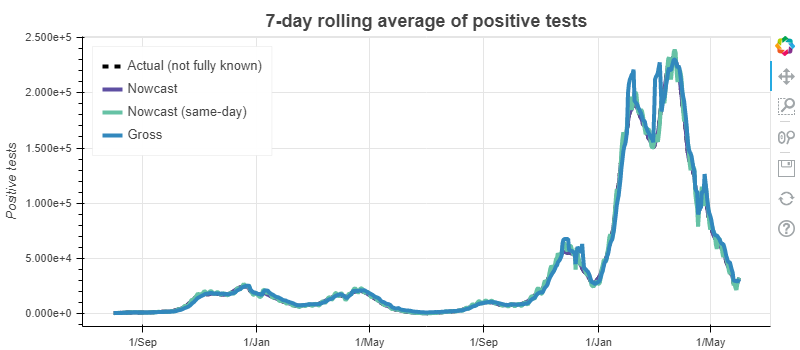 7-day rolling average of positive tests
2.500e+5
2.000e+5
1.500e+5
1.000e+5
5.000e+4
0.000e+0
Positive tests
Actual (not fully known)
Nowcast
Nowcast (same-day)
Gross
1/Sep
1/Jan
1/May
1/Sep
1/Jan
1/May